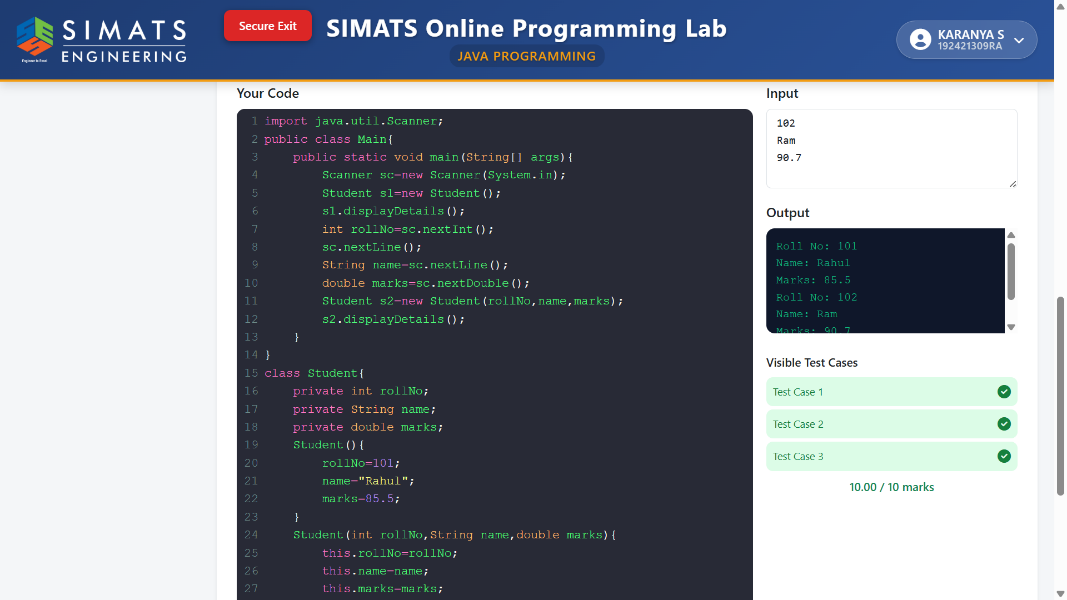 SIMATS
ENGINEERING
Engineer to Excel
Secure Exit
SIMATS Online Programming Lab
JAVA PROGRAMMING
KARANYA S
192421309RA
Your Code
1 import java.util.Scanner;
2 public class Main{
3 public static void main(String[] args){
4 Scanner sc=new Scanner(System.in);
5 Student s1=new Student();
6 s1.displayDetails();
7 int rollNo=sc.nextInt();
8 sc.nextLine();
9 String name=sc.nextLine();
10 double marks=sc.nextDouble();
11 Student s2=new Student(rollNo,name,marks);
12 s2.displayDetails();
13 }
14 }
15 class Student{
16 private int rollNo;
17 private String name;
18 private double marks;
19 Student(){
20 rollNo=101;
21 name="Rahul";
22 marks=85.5;
23 }
24 Student(int rollNo,String name,double marks){
25 this.rollNo=rollNo;
26 this.name=name;
27 this.marks=marks;
Input
102
Ram
90.7
Output
Roll No: 101
Name: Rahul
Marks: 85.5
Roll No: 102
Name: Ram
Marks: 90.7
Visible Test Cases
Test Case 1
Test Case 2
Test Case 3
10.00 / 10 marks